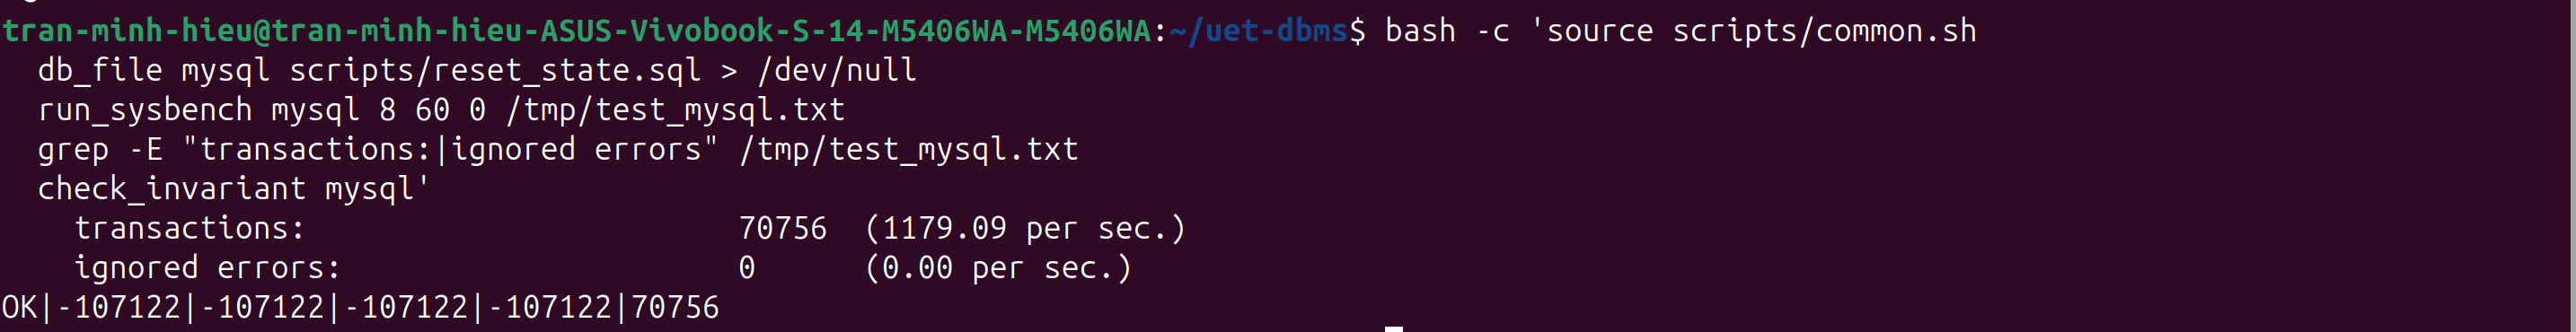 tran-minh-hieu@tran-minh-hieu-ASUS-Vivobook-S-14-M5406WA-M5406WA:~/uet-dbms$ bash -c 'source scripts/common.sh
  db_file mysql scripts/reset_state.sql > /dev/null
  run_sysbench mysql 8 60 0 /tmp/test_mysql.txt
  grep -E "transactions:|ignored errors" /tmp/test_mysql.txt
  check_invariant mysql'
    transactions:                        70756  (1179.09 per sec.)
    ignored errors:                      0      (0.00 per sec.)
OK|-107122|-107122|-107122|-107122|70756